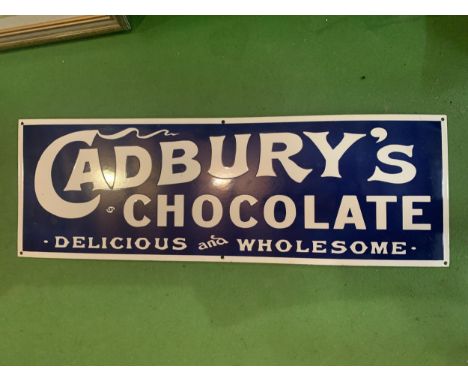 CADBURY'S
CHOCOLATE
· DELICIOUS and WHOLESOME ·